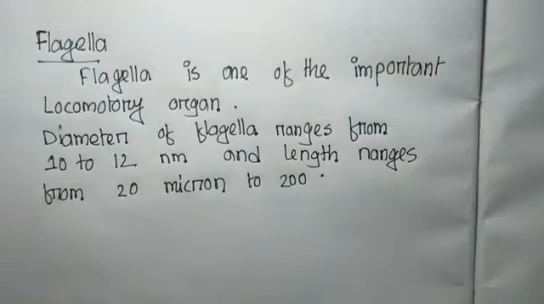 Flagella
Flagella is one of the important
Locomotory organ.
Diameter of flagella ranges from
10 to 12 nm and length ranges
from 20 micron to 200.